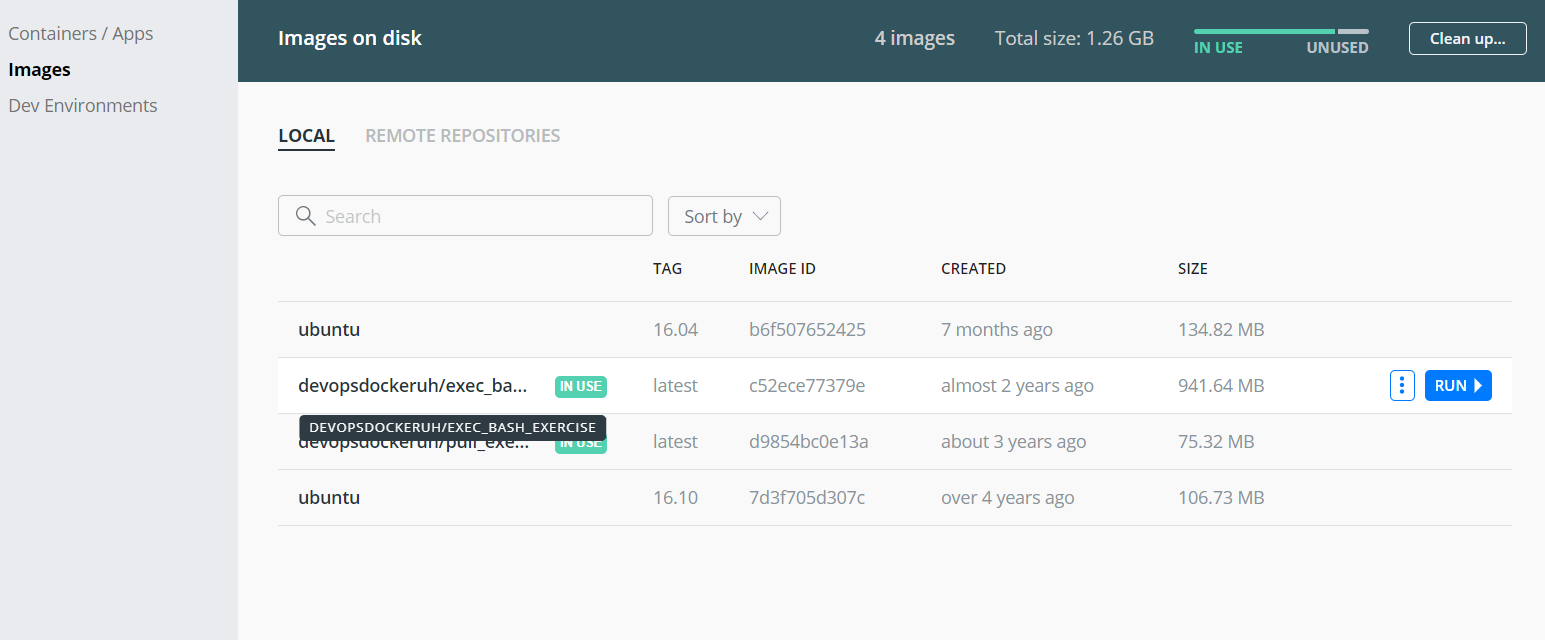 Containers / Apps
Images
Dev Environments
Images on disk
4 images
Total size: 1.26 GB
IN USE
UNUSED
Clean up...
LOCAL
REMOTE REPOSITORIES
Search
Sort by
TAG IMAGE ID CREATED SIZE
ubuntu 16.04 b6f507652425 7 months ago 134.82 MB
devopsdockeruh/exec_ba... IN USE latest c52ece77379e almost 2 years ago 941.64 MB RUN
DEVOPSDOCKERUH/EXEC_BASH_EXERCISE
devopsdockeruh/pull_exe... IN USE latest d9854bc0e13a about 3 years ago 75.32 MB
ubuntu 16.10 7d3f705d307c over 4 years ago 106.73 MB